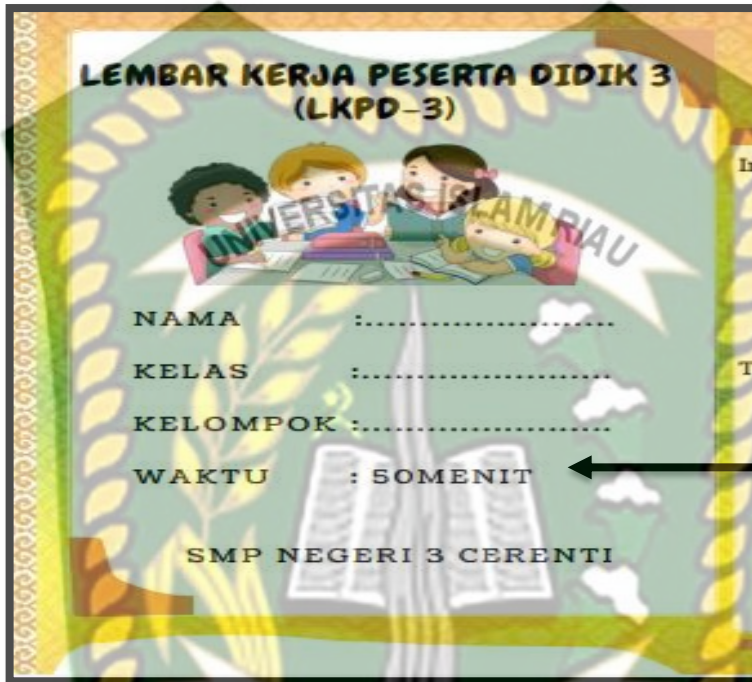 LEMBAR KERJA PESERTA DIDIK 3
(LKPD-3)
UNIVERSITAS ISLAM RIAU
NAMA :.......................
KELAS :.......................
KELOMPOK :.......................
WAKTU : 50MENIT
SMP NEGERI 3 CERENTI